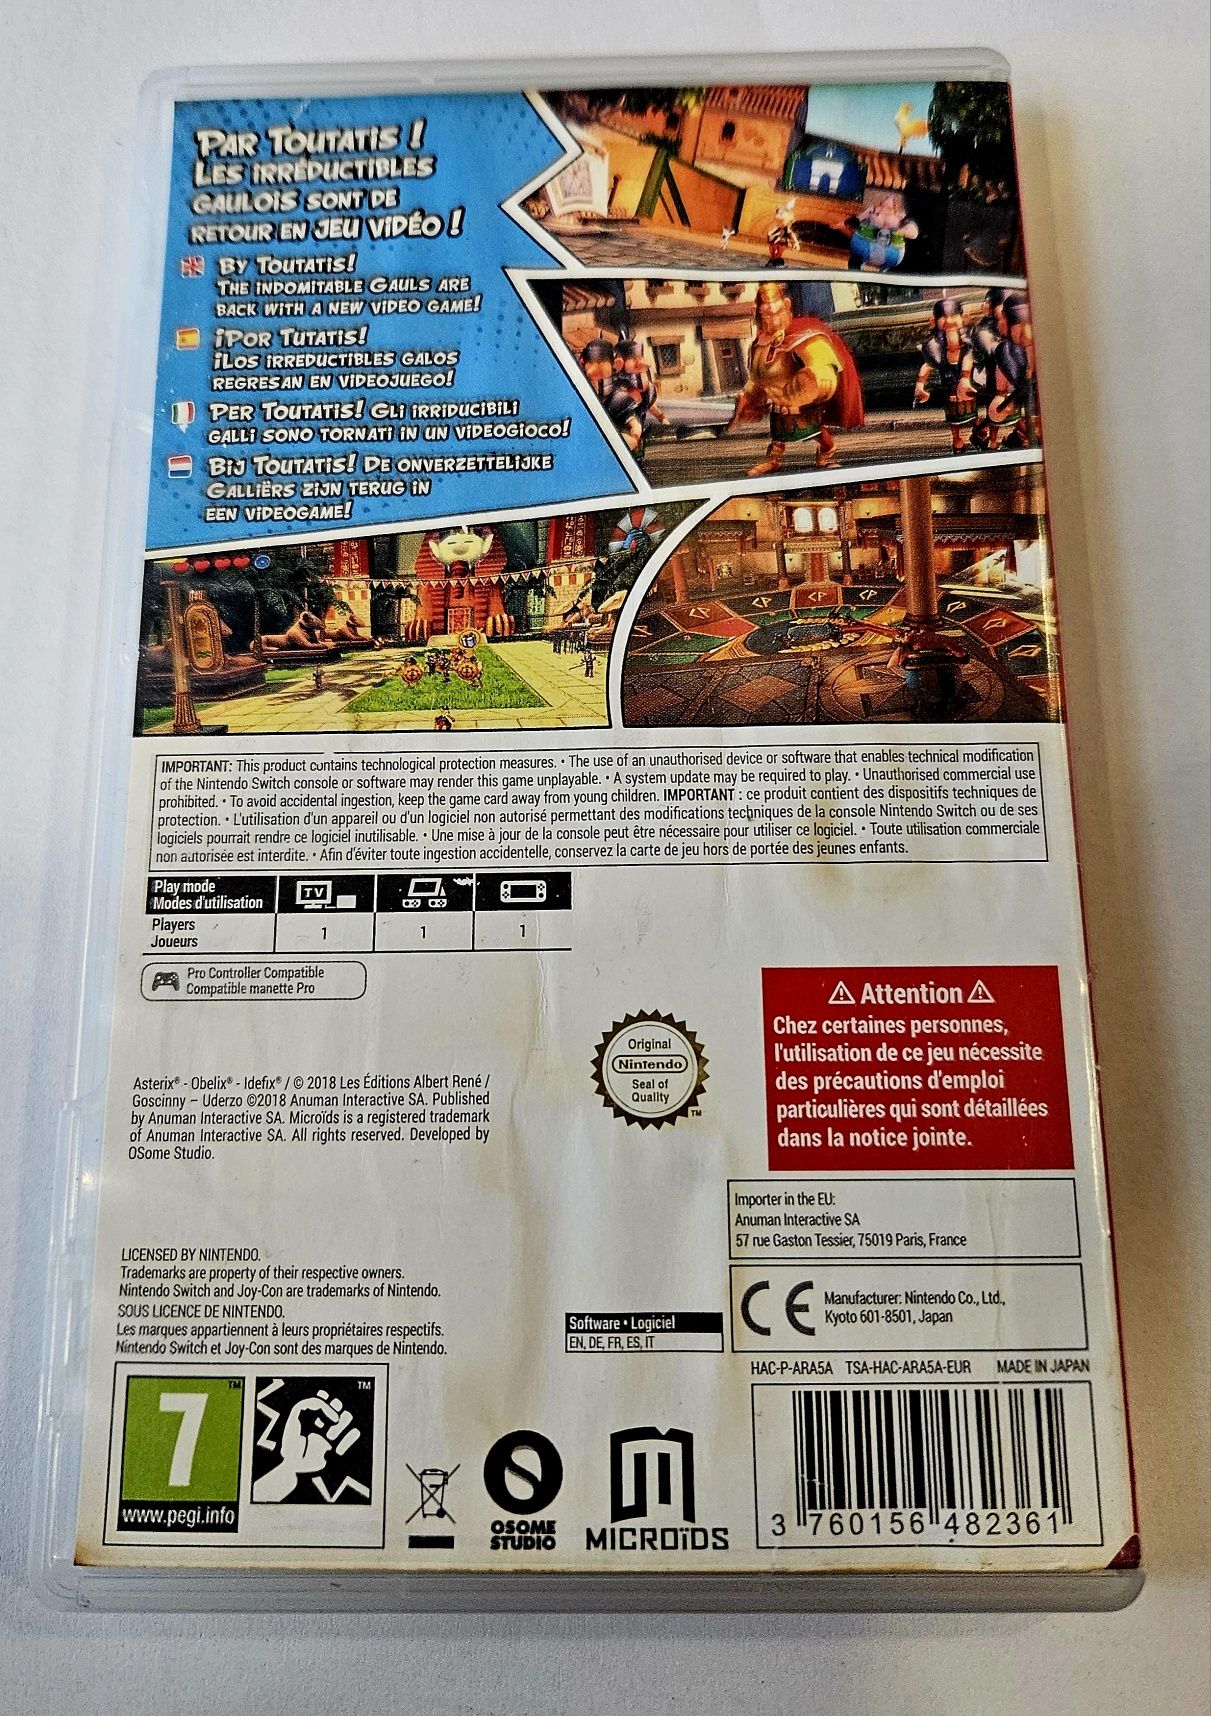 PAR TOUTATIS !
LES IRRÉDUCTIBLES
GAULOIS SONT DE
RETOUR EN JEU VIDÉO !
BY TOUTATIS!
THE INDOMITABLE GAULS ARE
BACK WITH A NEW VIDEO GAME!
¡POR TUTATIS!
¡LOS IRREDUCTIBLES GALOS
REGRESAN EN VIDEOJUEGO!
PER TOUTATIS! GLI IRRIDUCIBILI
GALLI SONO TORNATI IN UN VIDEOGIOCO!
BIJ TOUTATIS! DE ONVERZETTELIJKE
GALLIËRS ZIJN TERUG IN
EEN VIDEOGAME!
IMPORTANT: This product contains technological protection measures. • The use of an unauthorised device or software that enables technical modification
of the Nintendo Switch console or software may render this game unplayable. • A system update may be required to play. • Unauthorised commercial use
prohibited. • To avoid accidental ingestion, keep the game card away from young children. IMPORTANT : ce produit contient des dispositifs techniques de
protection. • L'utilisation d'un appareil ou d'un logiciel non autorisé permettant des modifications techniques de la console Nintendo Switch ou de ses
logiciels pourrait rendre ce logiciel inutilisable. • Une mise à jour de la console peut être nécessaire pour utiliser ce logiciel. • Toute utilisation commerciale
non autorisée est interdite. • Afin d'éviter toute ingestion accidentelle, conservez la carte de jeu hors de portée des jeunes enfants.
Play mode
Modes d'utilisation
TV
Players
Joueurs
1 1 1
Pro Controller Compatible
Compatible manette Pro
Attention
Chez certaines personnes,
l'utilisation de ce jeu nécessite
des précautions d'emploi
particulières qui sont détaillées
dans la notice jointe.
Original
Nintendo
Seal of
Quality
TM
Asterix® - Obelix® - Idefix® / © 2018 Les Éditions Albert René /
Goscinny – Uderzo ©2018 Anuman Interactive SA. Published
by Anuman Interactive SA. Microïds is a registered trademark
of Anuman Interactive SA. All rights reserved. Developed by
OSome Studio.
Importer in the EU:
Anuman Interactive SA
57 rue Gaston Tessier, 75019 Paris, France
LICENSED BY NINTENDO.
Trademarks are property of their respective owners.
Nintendo Switch and Joy-Con are trademarks of Nintendo.
SOUS LICENCE DE NINTENDO.
Les marques appartiennent à leurs propriétaires respectifs.
Nintendo Switch et Joy-Con sont des marques de Nintendo.
CE
Manufacturer: Nintendo Co., Ltd.,
Kyoto 601-8501, Japan
Software • Logiciel
EN, DE, FR, ES, IT
HAC-P-ARA5A TSA-HAC-ARA5A-EUR MADE IN JAPAN
7
TM
www.pegi.info
TM
OSOME
STUDIO
MICROÏDS
3 760156 482361